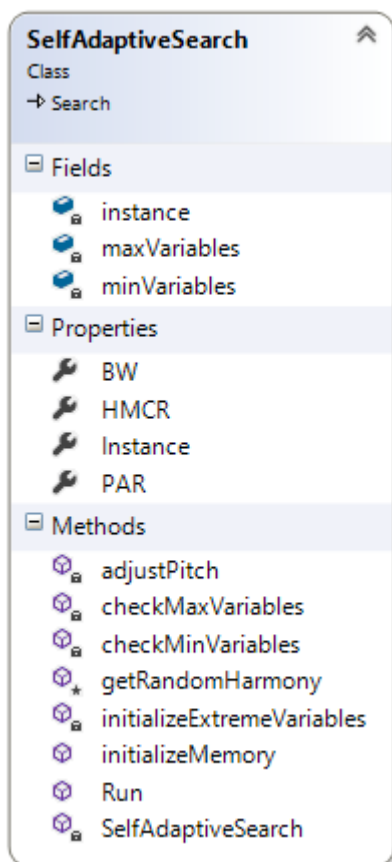 SelfAdaptiveSearch
Class
Search
Fields
instance
maxVariables
minVariables
Properties
BW
HMCR
Instance
PAR
Methods
adjustPitch
checkMaxVariables
checkMinVariables
getRandomHarmony
initializeExtremeVariables
initializeMemory
Run
SelfAdaptiveSearch